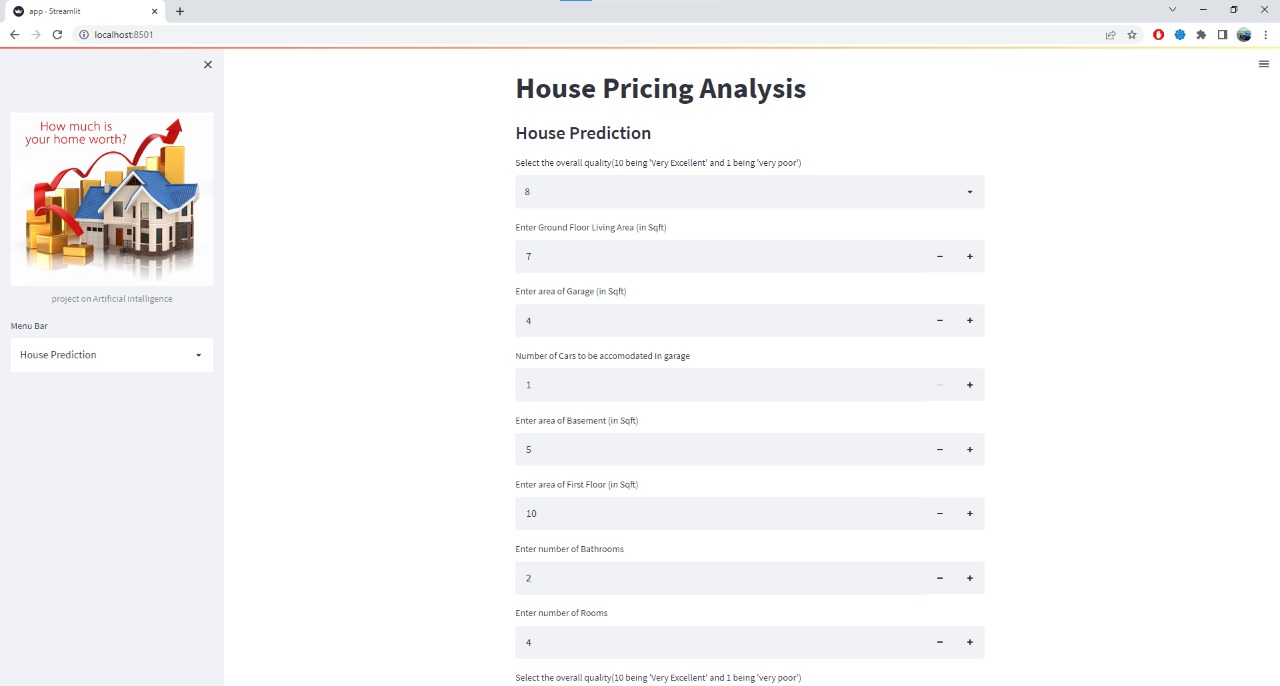 app · Streamlit
localhost:8501
How much is
your home worth?
project on Artificial intelligence
Menu Bar
House Prediction
House Pricing Analysis
House Prediction
Select the overall quality(10 being 'Very Excellent' and 1 being 'very poor')
8
Enter Ground Floor Living Area (in Sqft)
7
Enter area of Garage (in Sqft)
4
Number of Cars to be accomodated in garage
1
Enter area of Basement (in Sqft)
5
Enter area of First Floor (in Sqft)
10
Enter number of Bathrooms
2
Enter number of Rooms
4
Select the overall quality(10 being 'Very Excellent' and 1 being 'very poor')